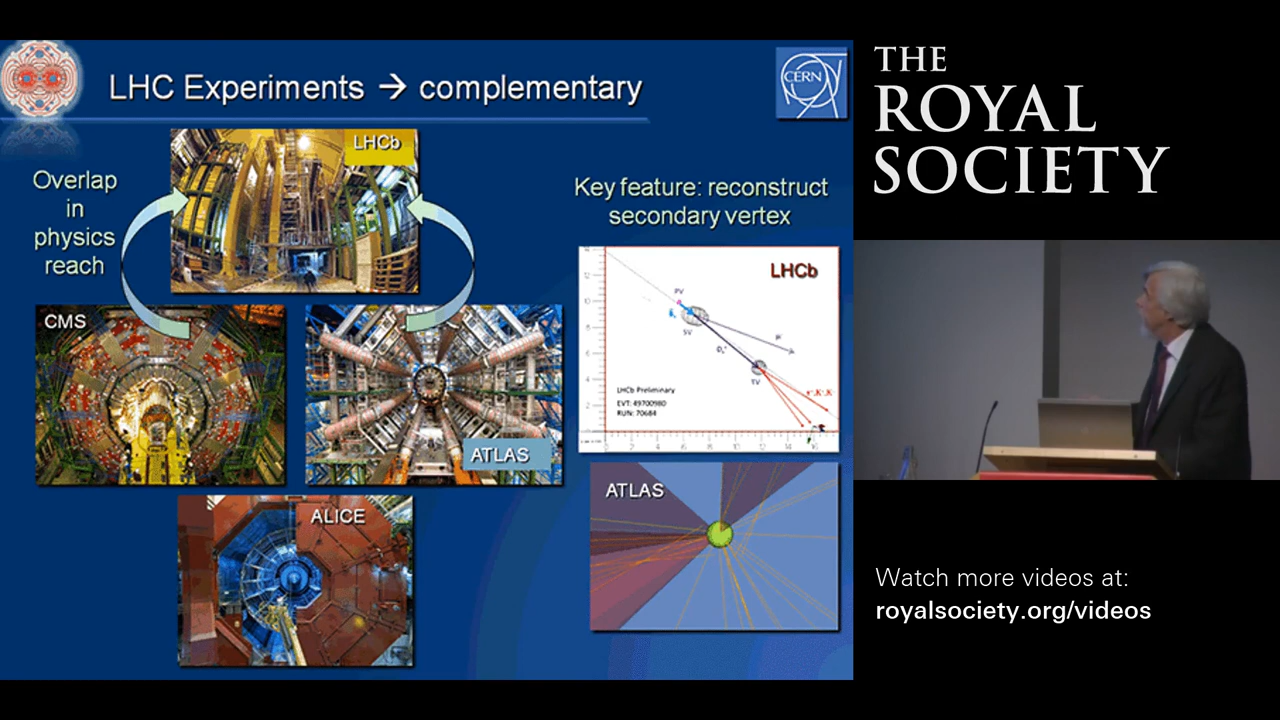 LHC Experiments → complementary
CERN
LHCb
Overlap
in
physics
reach
CMS
ATLAS
ALICE
Key feature: reconstruct
secondary vertex
LHCb
PV
SV
TV
LHCb Preliminary
EVT: 49700980
RUN: 70684
ATLAS
THE
ROYAL
SOCIETY
Watch more videos at:
royalsociety.org/videos